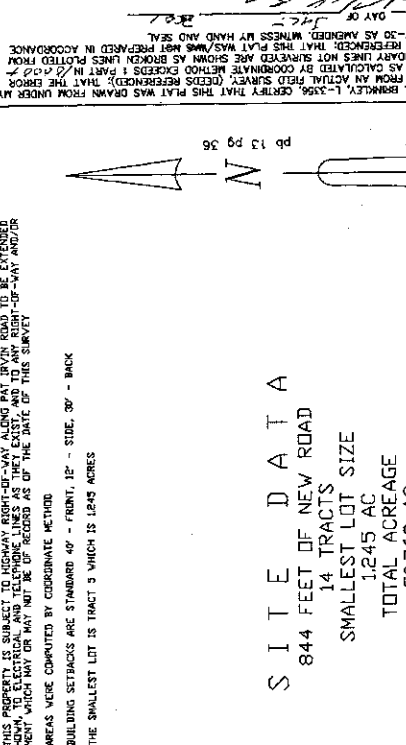 THIS PROPERTY IS SUBJECT TO HIGHWAY RIGHT-OF-WAY ALONG PAT IRVIN ROAD TO BE EXTENDED
TO ELECTRICAL AND TELEPHONE LINES AS THEY EXIST, AND TO ANY RIGHT-OF-WAY AND/OR
WHICH MAY OR MAY NOT BE OF RECORD AS OF THE DATE OF THIS SURVEY
AREAS WERE COMPUTED BY COORDINATE METHOD
BUILDING SETBACKS ARE STANDARD 40' - FRONT, 12' - SIDE, 30' - BACK
THE SMALLEST LOT IS TRACT 5 WHICH IS 1.245 ACRES
SITE DATA
844 FEET OF NEW ROAD
14 TRACTS
SMALLEST LOT SIZE
1.245 AC
TOTAL ACREAGE
N
pb 13 pg 36
BRINKLEY, L-3356, CERTIFY THAT THIS PLAT WAS DRAWN FROM UNDER MY
FROM AN ACTUAL FIELD SURVEY, (DEEDS REFERENCED); THAT THE ERROR
AS CALCULATED BY COORDINATE METHOD EXCEEDS 1 PART IN 10,000+
LINES NOT SURVEYED ARE SHOWN AS BROKEN LINES PLOTTED FROM
REFERENCED; THAT THIS PLAT WAS/WAS NOT PREPARED IN ACCORDANCE
-30 AS AMENDED. WITNESS MY HAND AND SEAL
DAY OF